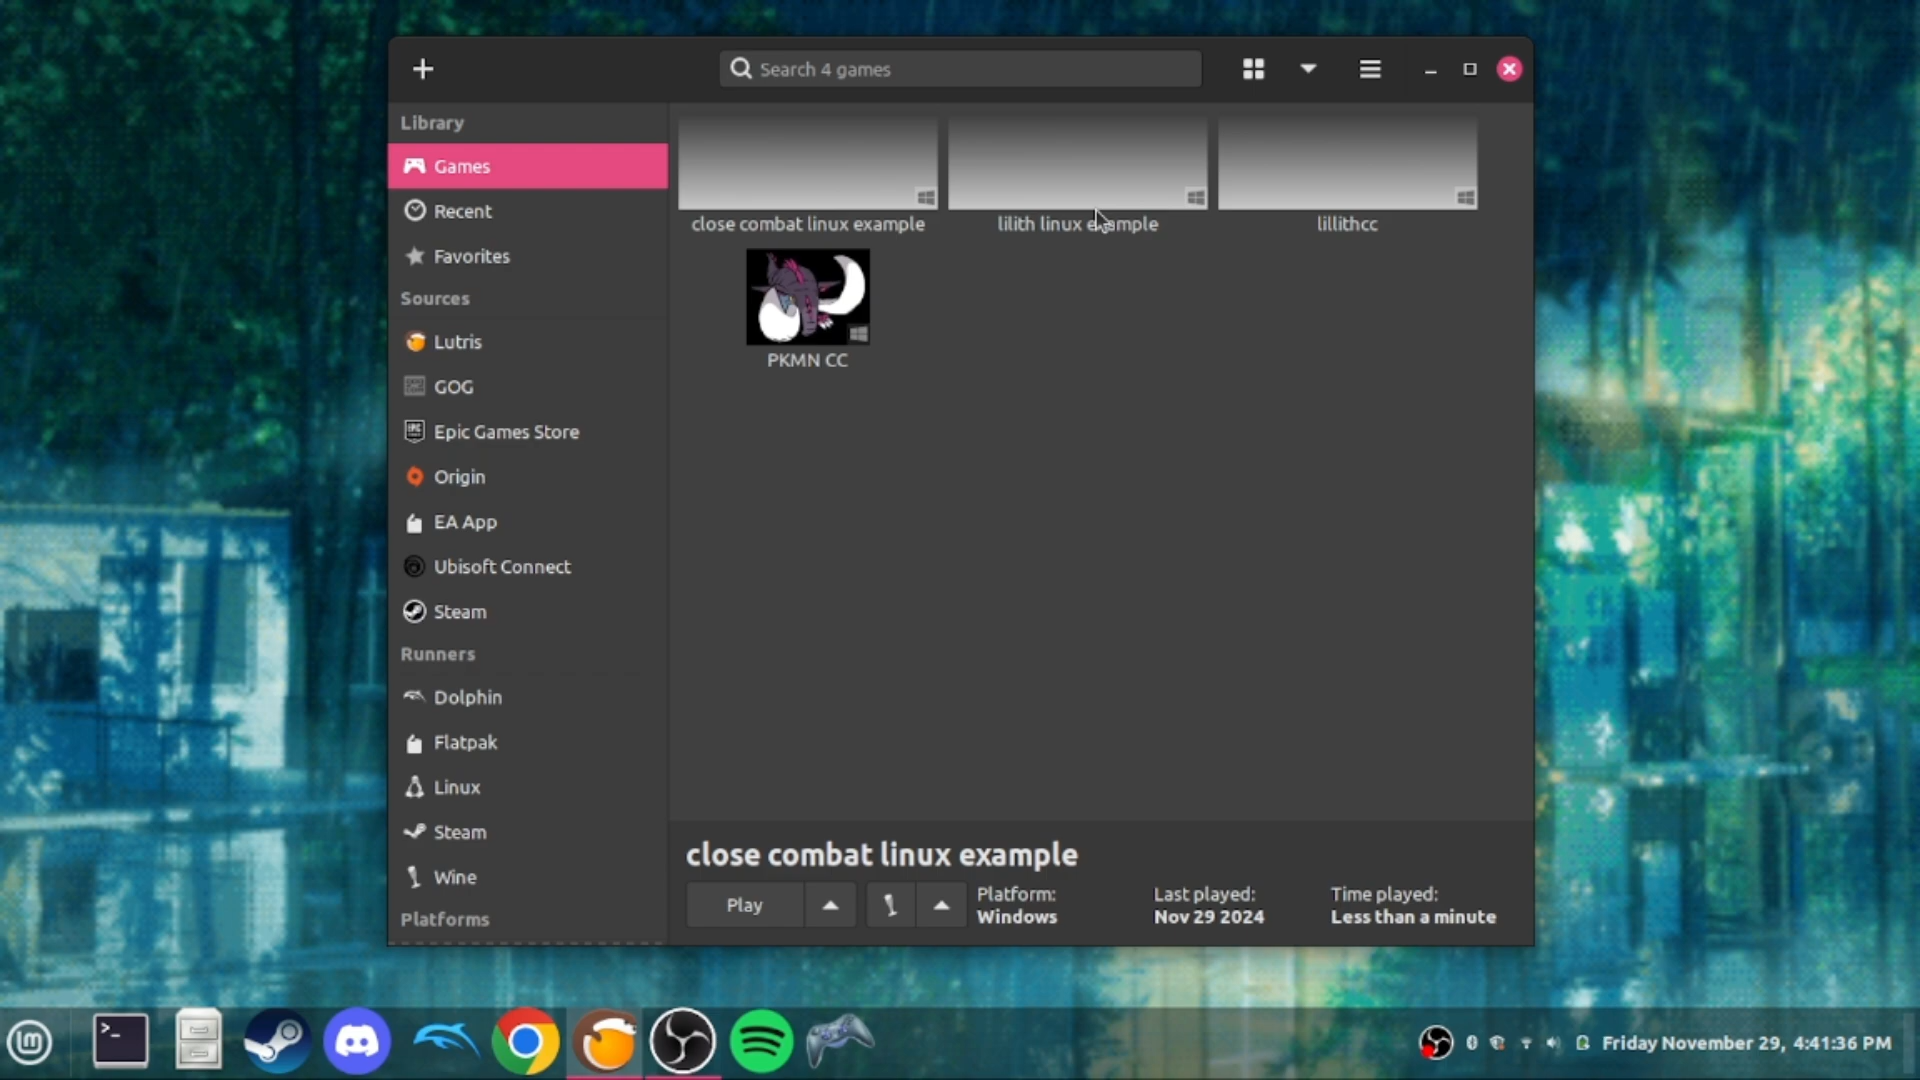 Search 4 games
Library
Games
Recent
Favorites
Sources
Lutris
GOG
Epic Games Store
Origin
EA App
Ubisoft Connect
Steam
Runners
Dolphin
Flatpak
Linux
Steam
Wine
Platforms
close combat linux example
lilith linux example
lillithcc
PKMN CC
close combat linux example
Play
Platform:
Windows
Last played:
Nov 29 2024
Time played:
Less than a minute
Friday November 29, 4:41:36 PM